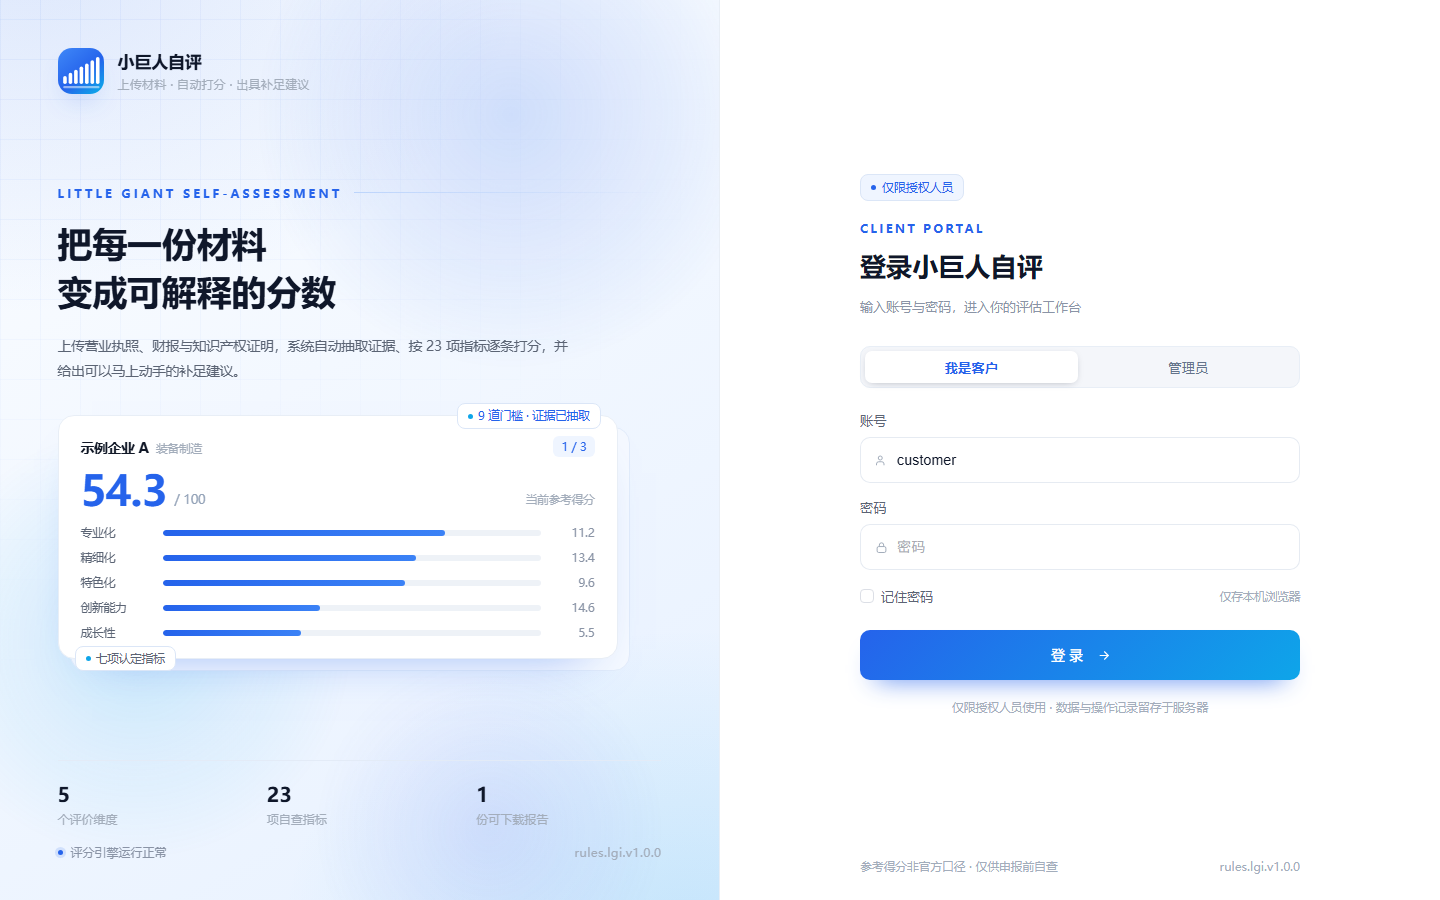 小巨人自评
上传材料 · 自动打分 · 出具补足建议
LITTLE GIANT SELF-ASSESSMENT
把每一份材料
变成可解释的分数
上传营业执照、财报与知识产权证明，系统自动抽取证据、按 23 项指标逐条打分，并
给出可以马上动手的补足建议。
9 道门槛 · 证据已抽取
示例企业 A 装备制造
1 / 3
54.3 / 100
当前参考得分
专业化 11.2
精细化 13.4
特色化 9.6
创新能力 14.6
成长性 5.5
七项认定指标
5
个评价维度
23
项自查指标
1
份可下载报告
评分引擎运行正常
rules.lgi.v1.0.0
仅限授权人员
CLIENT PORTAL
登录小巨人自评
输入账号与密码，进入你的评估工作台
我是客户
管理员
账号
customer
密码
密码
记住密码
仅存本机浏览器
登录 →
仅限授权人员使用 · 数据与操作记录留存于服务器
参考得分非官方口径 · 仅供申报前自查
rules.lgi.v1.0.0